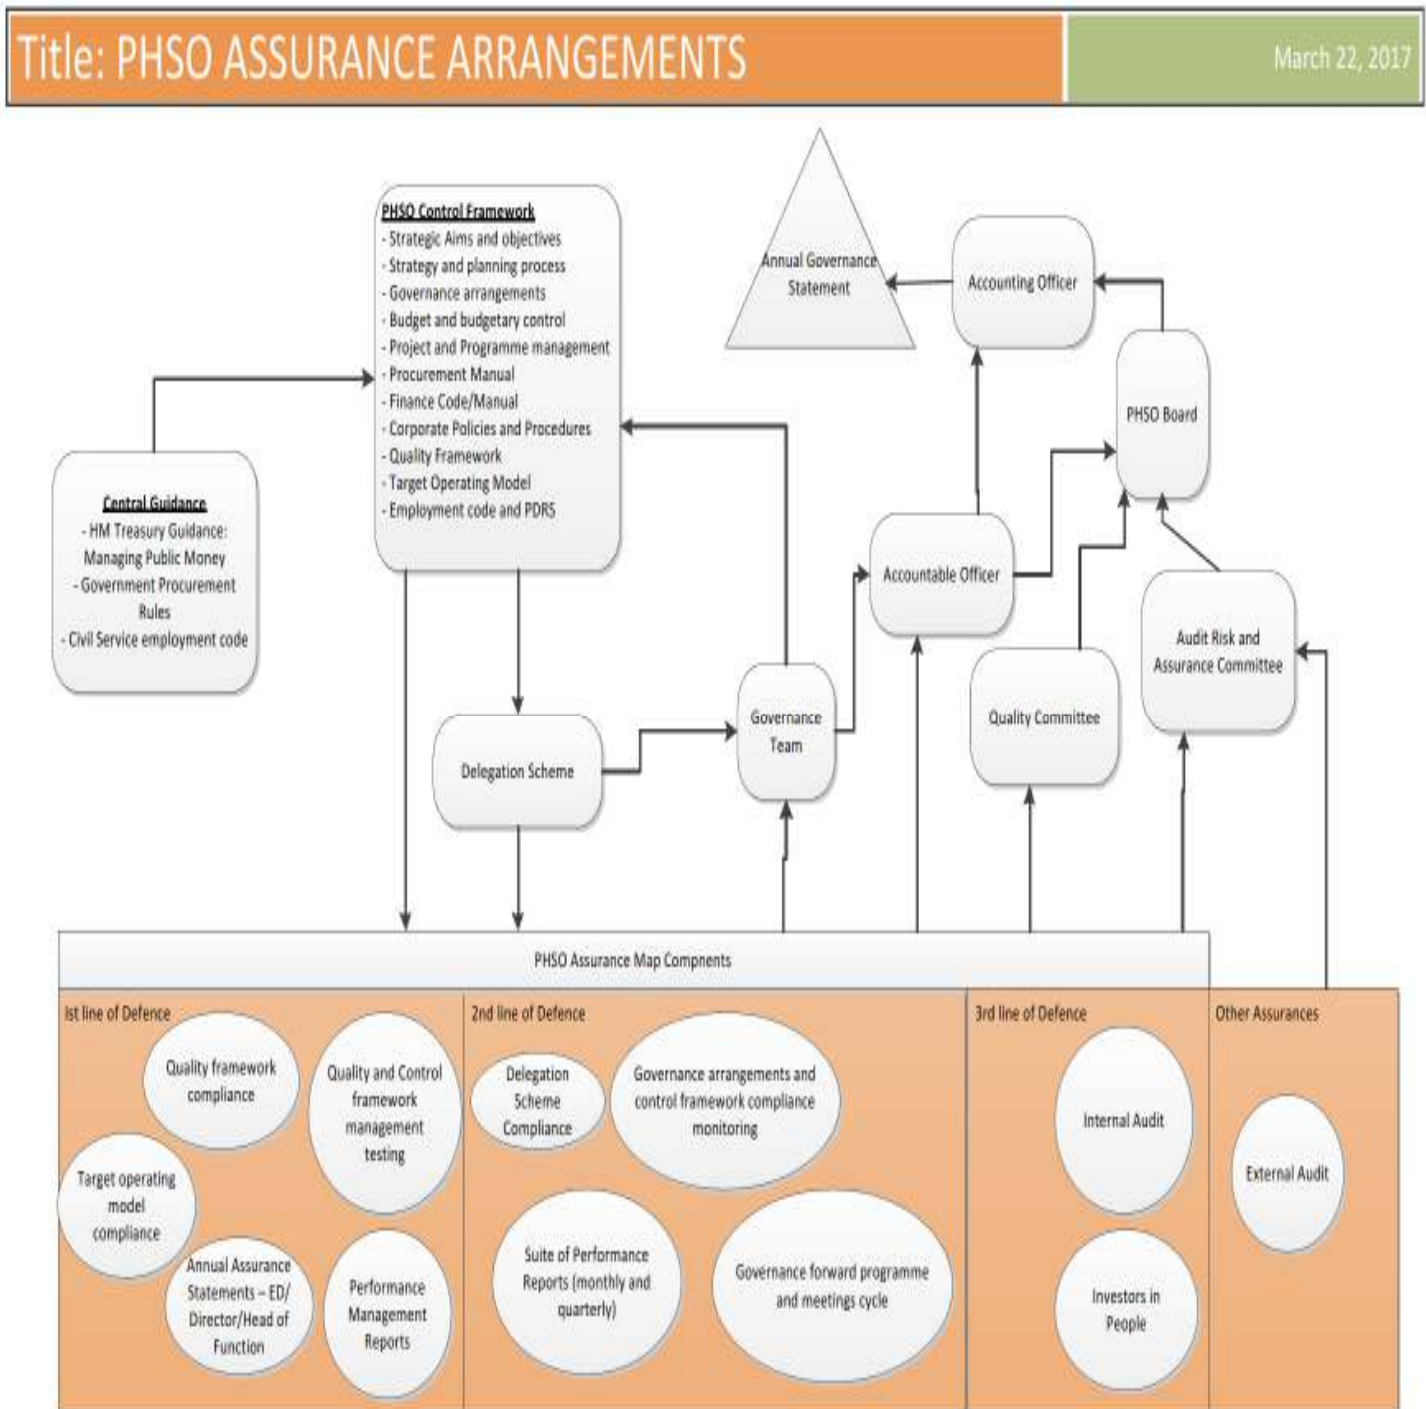 Title: PHSO ASSURANCE ARRANGEMENTS
March 22, 2017
PHSO Control Framework
- Strategic Aims and objectives
- Strategy and planning process
- Governance arrangements
- Budget and budgetary control
- Project and Programme management
- Procurement Manual
- Finance Code/Manual
- Corporate Policies and Procedures
- Quality Framework
- Target Operating Model
- Employment code and PDRS
Annual Governance
Statement
Accounting Officer
PHSO Board
Central Guidance
- HM Treasury Guidance:
Managing Public Money
- Government Procurement
Rules
- Civil Service employment code
Accountable Officer
Audit Risk and
Assurance Committee
Quality Committee
Governance
Team
Delegation Scheme
PHSO Assurance Map Compnents
Ist line of Defence
Quality framework
compliance
Quality and Control
framework
management
testing
Target operating
model
compliance
Annual Assurance
Statements – ED/
Director/Head of
Function
Performance
Management
Reports
2nd line of Defence
Delegation
Scheme
Compliance
Governance arrangements and
control framework compliance
monitoring
Suite of Performance
Reports (monthly and
quarterly)
Governance forward programme
and meetings cycle
3rd line of Defence
Internal Audit
Investors in
People
Other Assurances
External Audit